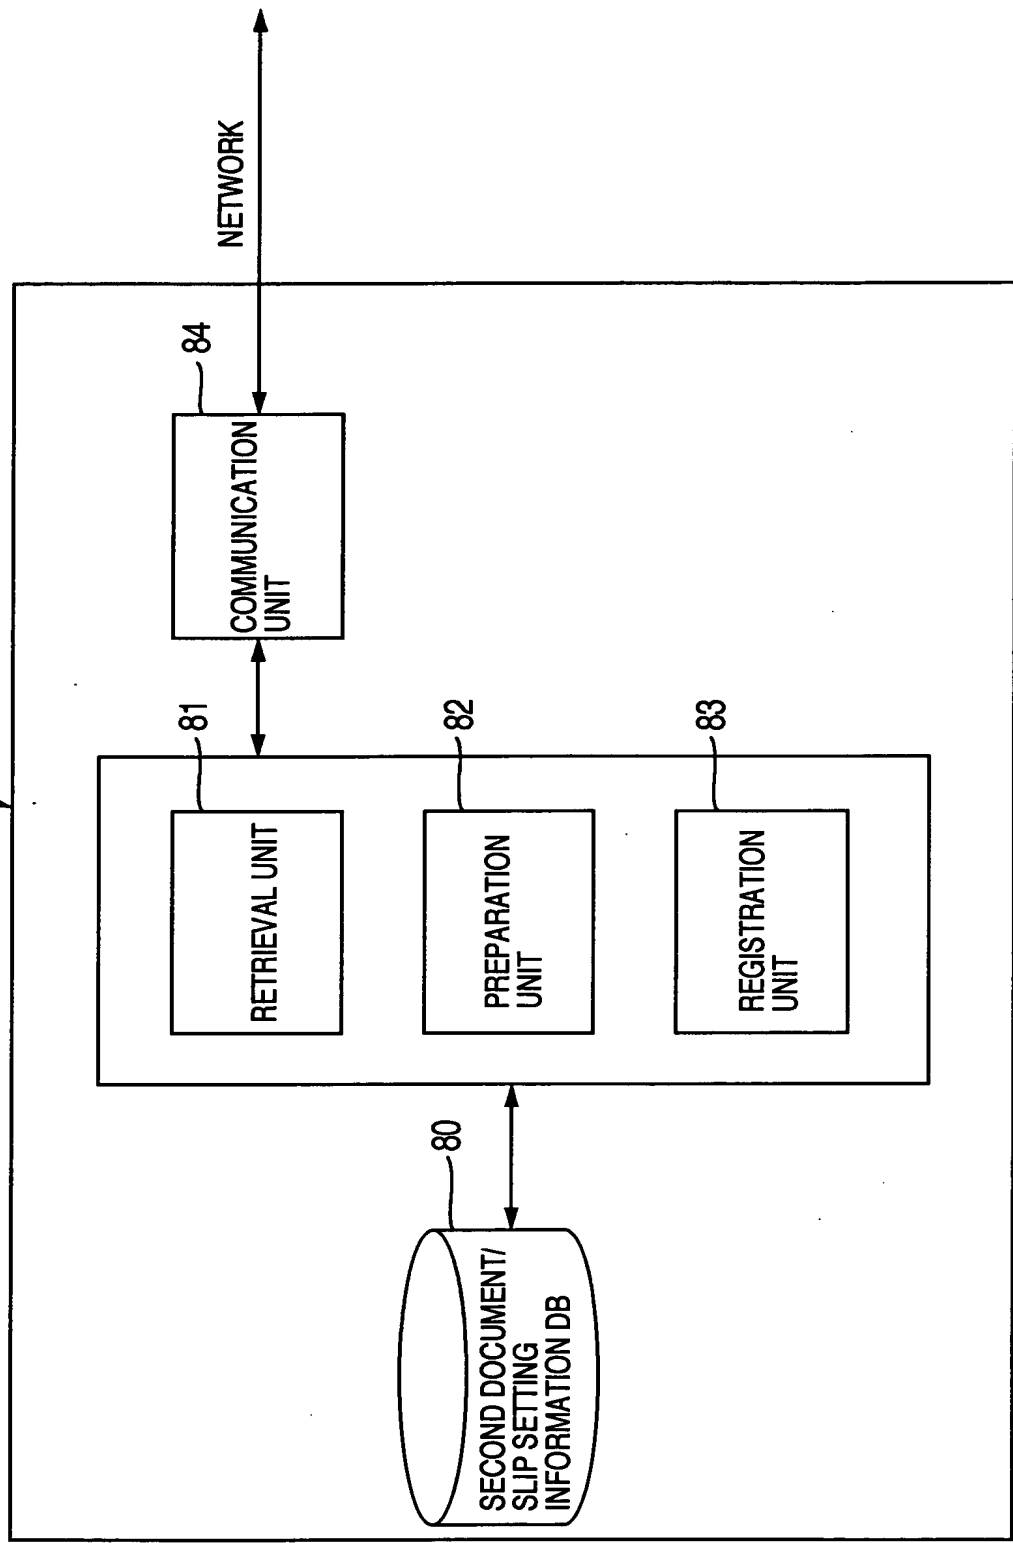 NETWORK
84
COMMUNICATION
UNIT
81
RETRIEVAL UNIT
82
PREPARATION
UNIT
83
REGISTRATION
UNIT
80
SECOND DOCUMENT/
SLIP SETTING
INFORMATION DB